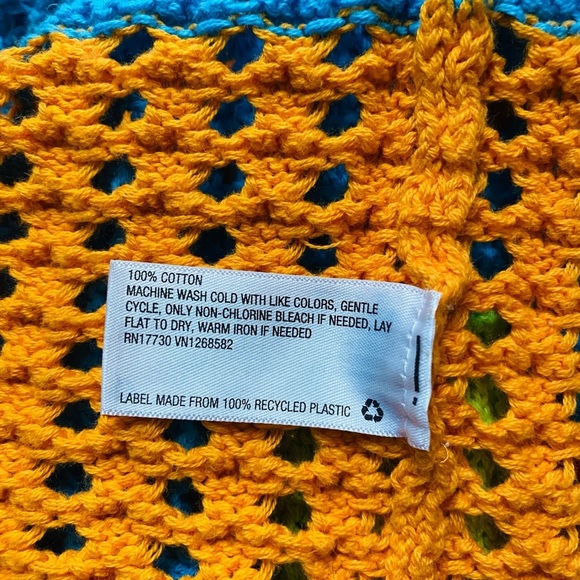 100% COTTON
MACHINE WASH COLD WITH LIKE COLORS, GENTLE
CYCLE, ONLY NON-CHLORINE BLEACH IF NEEDED, LAY
FLAT TO DRY, WARM IRON IF NEEDED
RN17730 VN1268582
LABEL MADE FROM 100% RECYCLED PLASTIC